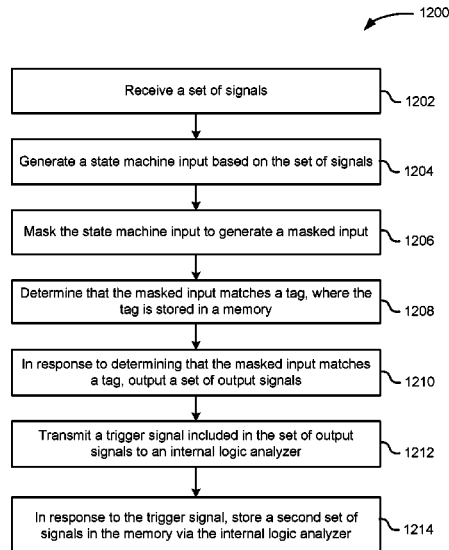 1200
Receive a set of signals
1202
Generate a state machine input based on the set of signals
1204
Mask the state machine input to generate a masked input
1206
Determine that the masked input matches a tag, where the
tag is stored in a memory
1208
In response to determining that the masked input matches
a tag, output a set of output signals
1210
Transmit a trigger signal included in the set of output
signals to an internal logic analyzer
1212
In response to the trigger signal, store a second set of
signals in the memory via the internal logic analyzer
1214